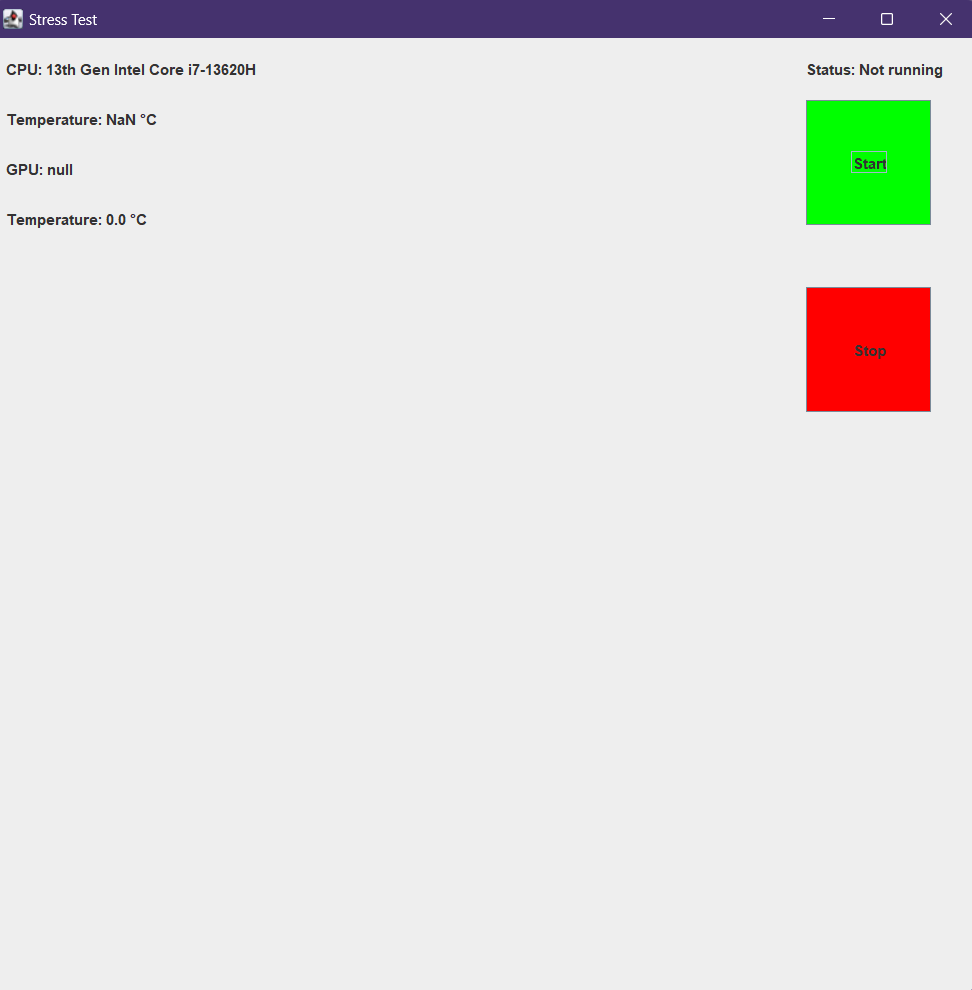 Stress Test
CPU: 13th Gen Intel Core i7-13620H
Status: Not running
Temperature: NaN °C
Start
GPU: null
Temperature: 0.0 °C
Stop